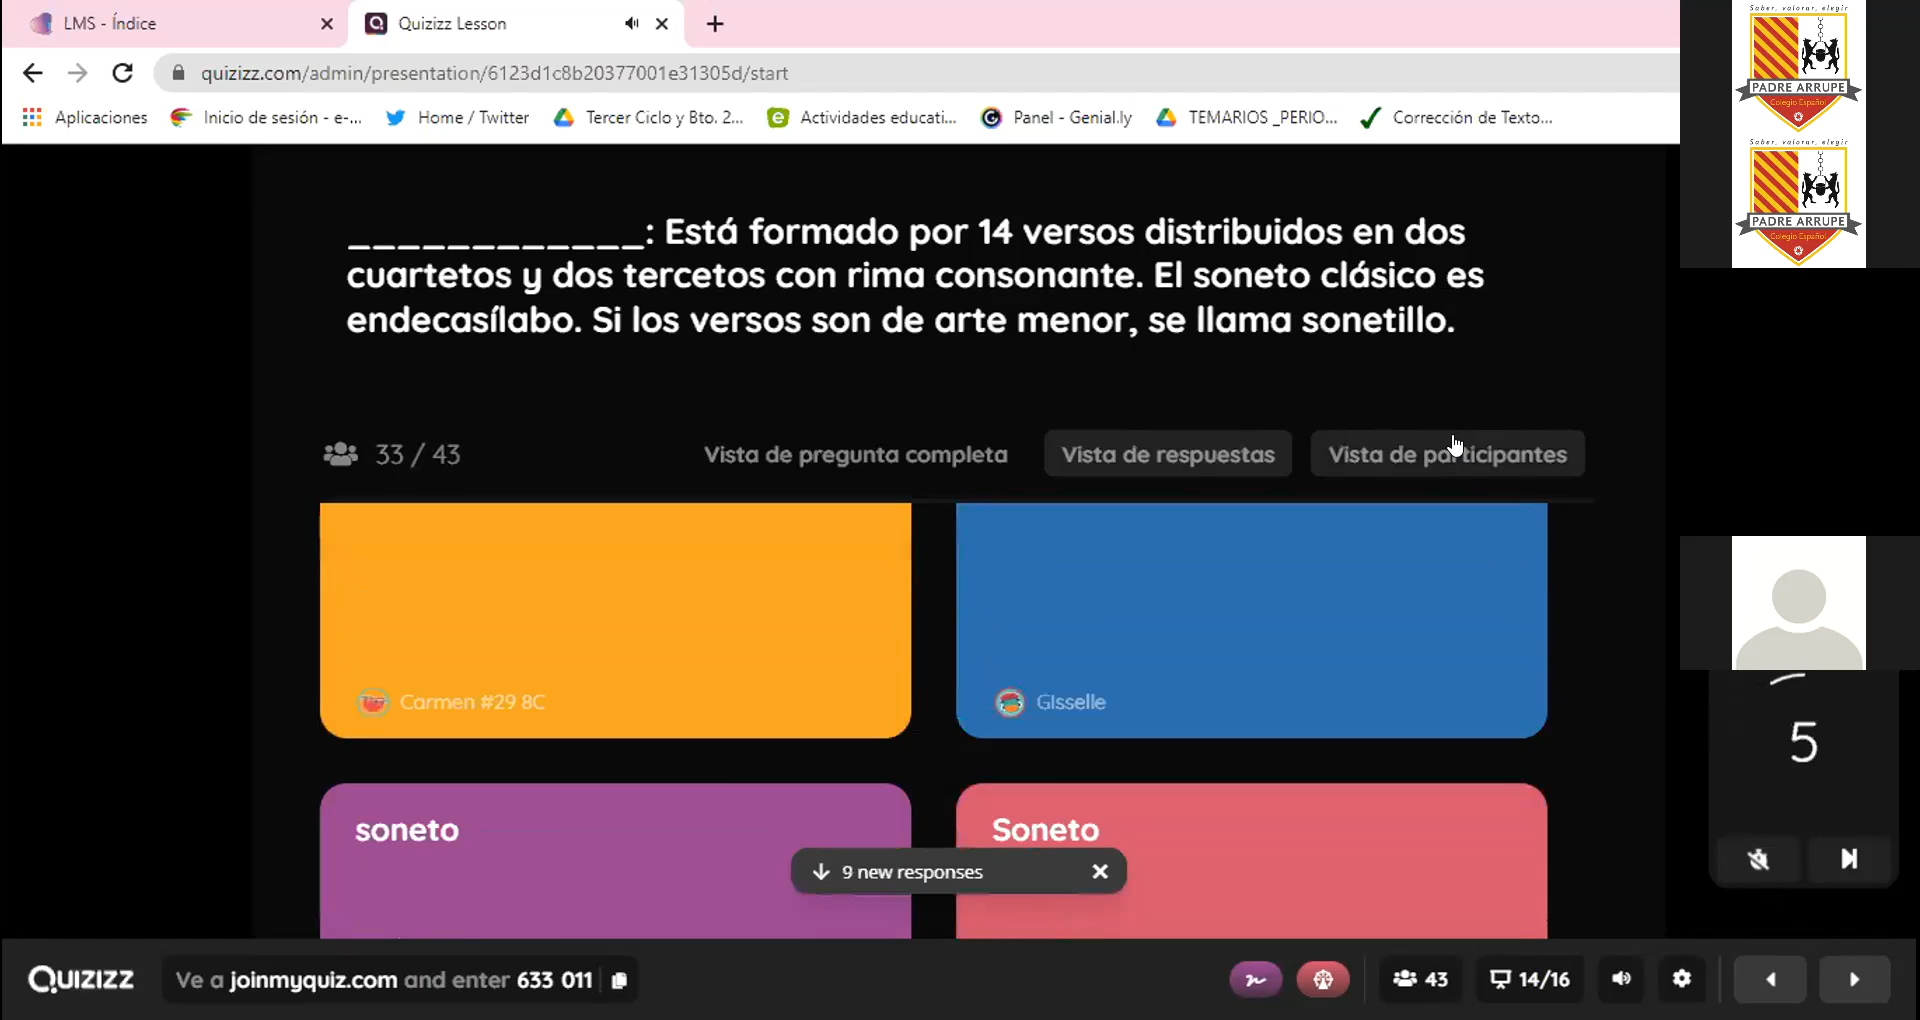 LMS - Índice
Quizizz Lesson
quizizz.com/admin/presentation/6123d1c8b20377001e31305d/start
Aplicaciones
Inicio de sesión - e-...
Home / Twitter
Tercer Ciclo y Bto. 2...
Actividades educati...
Panel - Genial.ly
TEMARIOS _PERIO...
Corrección de Texto...
Saber, valorar, elegir
PADRE ARRUPE
Colegio Español
Saber, valorar, elegir
PADRE ARRUPE
Colegio Español
____________: Está formado por 14 versos distribuidos en dos
cuartetos y dos tercetos con rima consonante. El soneto clásico es
endecasílabo. Si los versos son de arte menor, se llama sonetillo.
33 / 43
Vista de pregunta completa
Vista de respuestas
Vista de participantes
Carmen #29 8C
GIsselle
5
soneto
Soneto
9 new responses
QUIZIZZ
Ve a joinmyquiz.com and enter 633 011
43
14/16